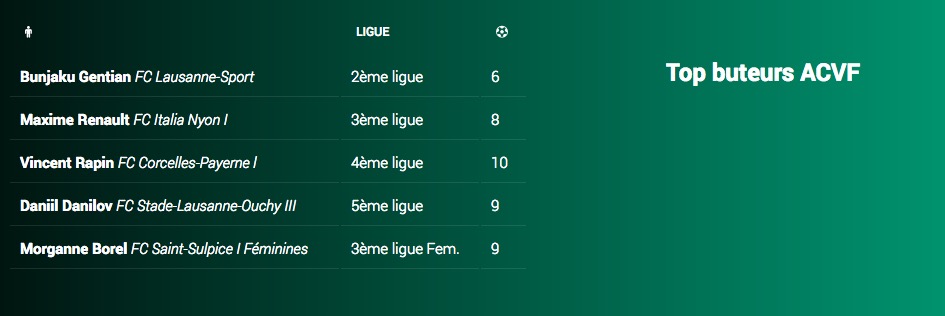 LIGUE
Bunjaku Gentian FC Lausanne-Sport 2ème ligue 6
Maxime Renault FC Italia Nyon I 3ème ligue 8
Vincent Rapin FC Corcelles-Payerne I 4ème ligue 10
Daniil Danilov FC Stade-Lausanne-Ouchy III 5ème ligue 9
Morganne Borel FC Saint-Sulpice I Féminines 3ème ligue Fem. 9
Top buteurs ACVF